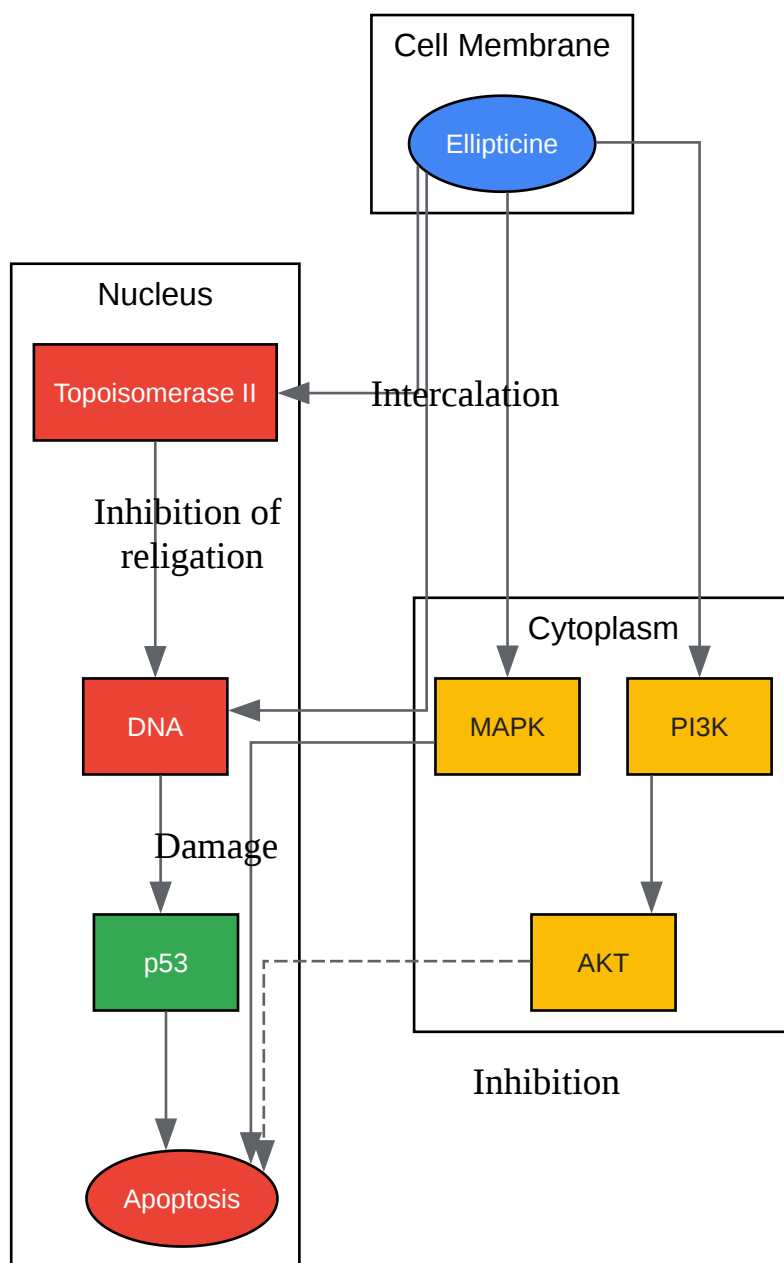 Cell Membrane
Ellipticine
Nucleus
Topoisomerase II
Intercalation
Inhibition of
religation
Cytoplasm
DNA
MAPK
PI3K
Damage
p53
AKT
Inhibition
Apoptosis